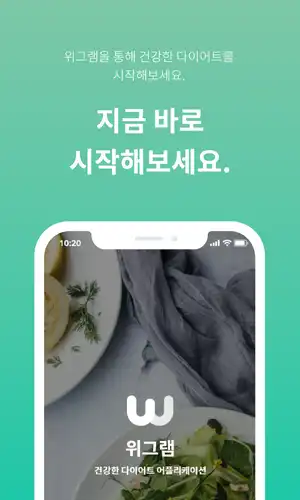 위그램을 통해 건강한 다이어트를
시작해보세요.
지금 바로
시작해보세요.
10:20
위그램
건강한 다이어트 어플리케이션